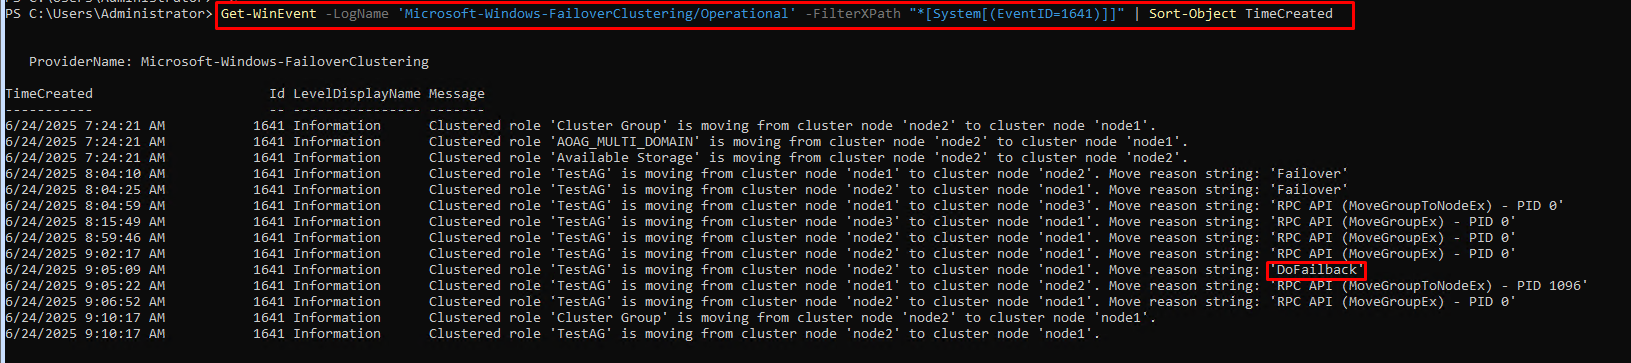 PS C:\Users\Administrator> Get-WinEvent -LogName 'Microsoft-Windows-FailoverClustering/Operational' -FilterXPath "*[System[(EventID=1641)]]" | Sort-Object TimeCreated
ProviderName: Microsoft-Windows-FailoverClustering
TimeCreated Id LevelDisplayName Message
----------- -- ---------------- -------
6/24/2025 7:24:21 AM 1641 Information Clustered role 'Cluster Group' is moving from cluster node 'node2' to cluster node 'node1'.
6/24/2025 7:24:21 AM 1641 Information Clustered role 'AOAG_MULTI_DOMAIN' is moving from cluster node 'node2' to cluster node 'node1'.
6/24/2025 7:24:21 AM 1641 Information Clustered role 'Available Storage' is moving from cluster node 'node2' to cluster node 'node2'.
6/24/2025 8:04:10 AM 1641 Information Clustered role 'TestAG' is moving from cluster node 'node1' to cluster node 'node2'. Move reason string: 'Failover'
6/24/2025 8:04:25 AM 1641 Information Clustered role 'TestAG' is moving from cluster node 'node2' to cluster node 'node1'. Move reason string: 'Failover'
6/24/2025 8:04:59 AM 1641 Information Clustered role 'TestAG' is moving from cluster node 'node1' to cluster node 'node3'. Move reason string: 'RPC API (MoveGroupToNodeEx) - PID 0'
6/24/2025 8:15:49 AM 1641 Information Clustered role 'TestAG' is moving from cluster node 'node3' to cluster node 'node1'. Move reason string: 'RPC API (MoveGroupEx) - PID 0'
6/24/2025 8:59:46 AM 1641 Information Clustered role 'TestAG' is moving from cluster node 'node2' to cluster node 'node1'. Move reason string: 'RPC API (MoveGroupEx) - PID 0'
6/24/2025 9:02:17 AM 1641 Information Clustered role 'TestAG' is moving from cluster node 'node2' to cluster node 'node1'. Move reason string: 'RPC API (MoveGroupEx) - PID 0'
6/24/2025 9:05:09 AM 1641 Information Clustered role 'TestAG' is moving from cluster node 'node2' to cluster node 'node1'. Move reason string: 'DoFailback'
6/24/2025 9:05:22 AM 1641 Information Clustered role 'TestAG' is moving from cluster node 'node1' to cluster node 'node2'. Move reason string: 'RPC API (MoveGroupToNodeEx) - PID 1096'
6/24/2025 9:06:52 AM 1641 Information Clustered role 'TestAG' is moving from cluster node 'node2' to cluster node 'node1'. Move reason string: 'RPC API (MoveGroupEx) - PID 0'
6/24/2025 9:10:17 AM 1641 Information Clustered role 'Cluster Group' is moving from cluster node 'node2' to cluster node 'node1'.
6/24/2025 9:10:17 AM 1641 Information Clustered role 'TestAG' is moving from cluster node 'node2' to cluster node 'node1'.